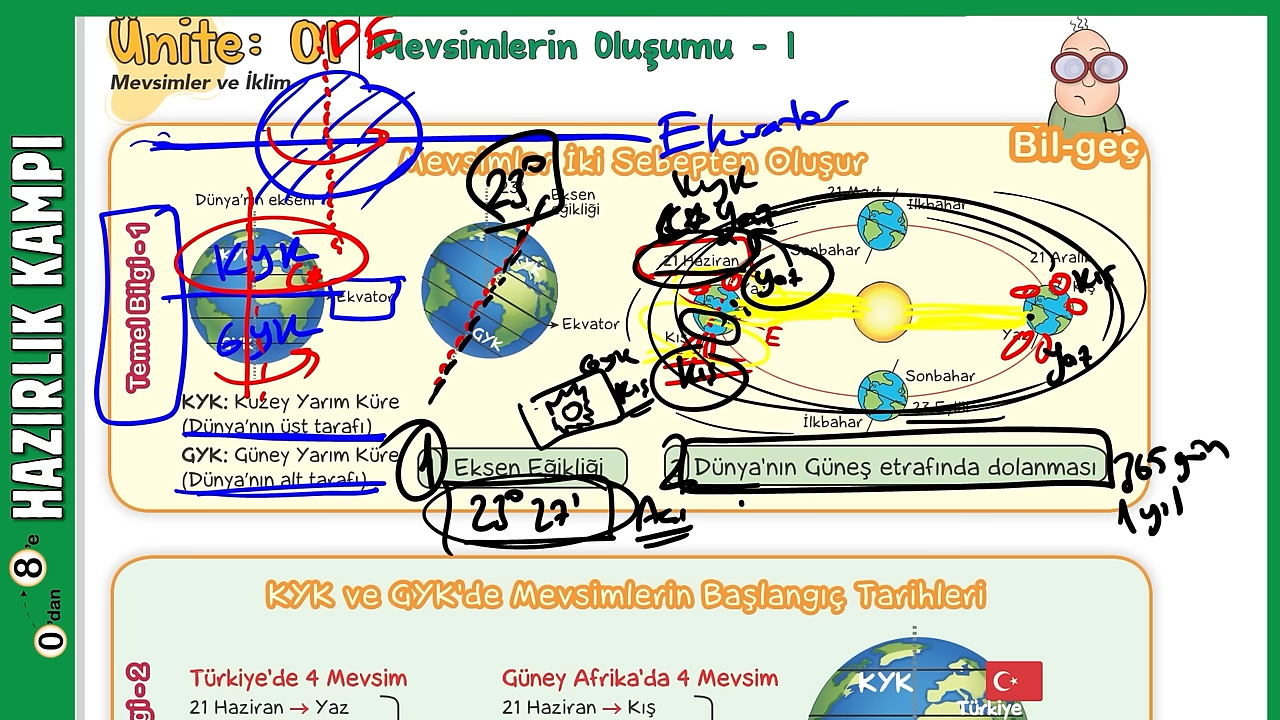 Ünite: 01
DE
Mevsimlerin Oluşumu - 1
Mevsimler ve İklim
Ekvator
Bil-geç
Mevsimler İki Sebepten Oluşur
HAZIRLIK KAMPI
0'dan 8'e
Temel Bilgi - 1
Dünya'nın ekseni
KYK
GYK
Ekvator
KYK: Kuzey Yarım Küre
(Dünya'nın üst tarafı)
GYK: Güney Yarım Küre
(Dünya'nın alt tarafı)
23°
Eksen
eğikliği
Ekvator
GYK
1 Eksen Eğikliği
23° 27'
Açı
GYK
Kış
KYK
Yaz
21 Haziran
Yaz
Kış
Kış
E
21 Mart
İlkbahar
Sonbahar
21 Aralık
Kış
Yaz
Sonbahar
23 Eylül
İlkbahar
2 Dünya'nın Güneş etrafında dolanması
365 gün
1 yıl
KYK ve GYK'de Mevsimlerin Başlangıç Tarihleri
gi-2
Türkiye'de 4 Mevsim
21 Haziran → Yaz
Güney Afrika'da 4 Mevsim
21 Haziran → Kış
KYK
Türkiye